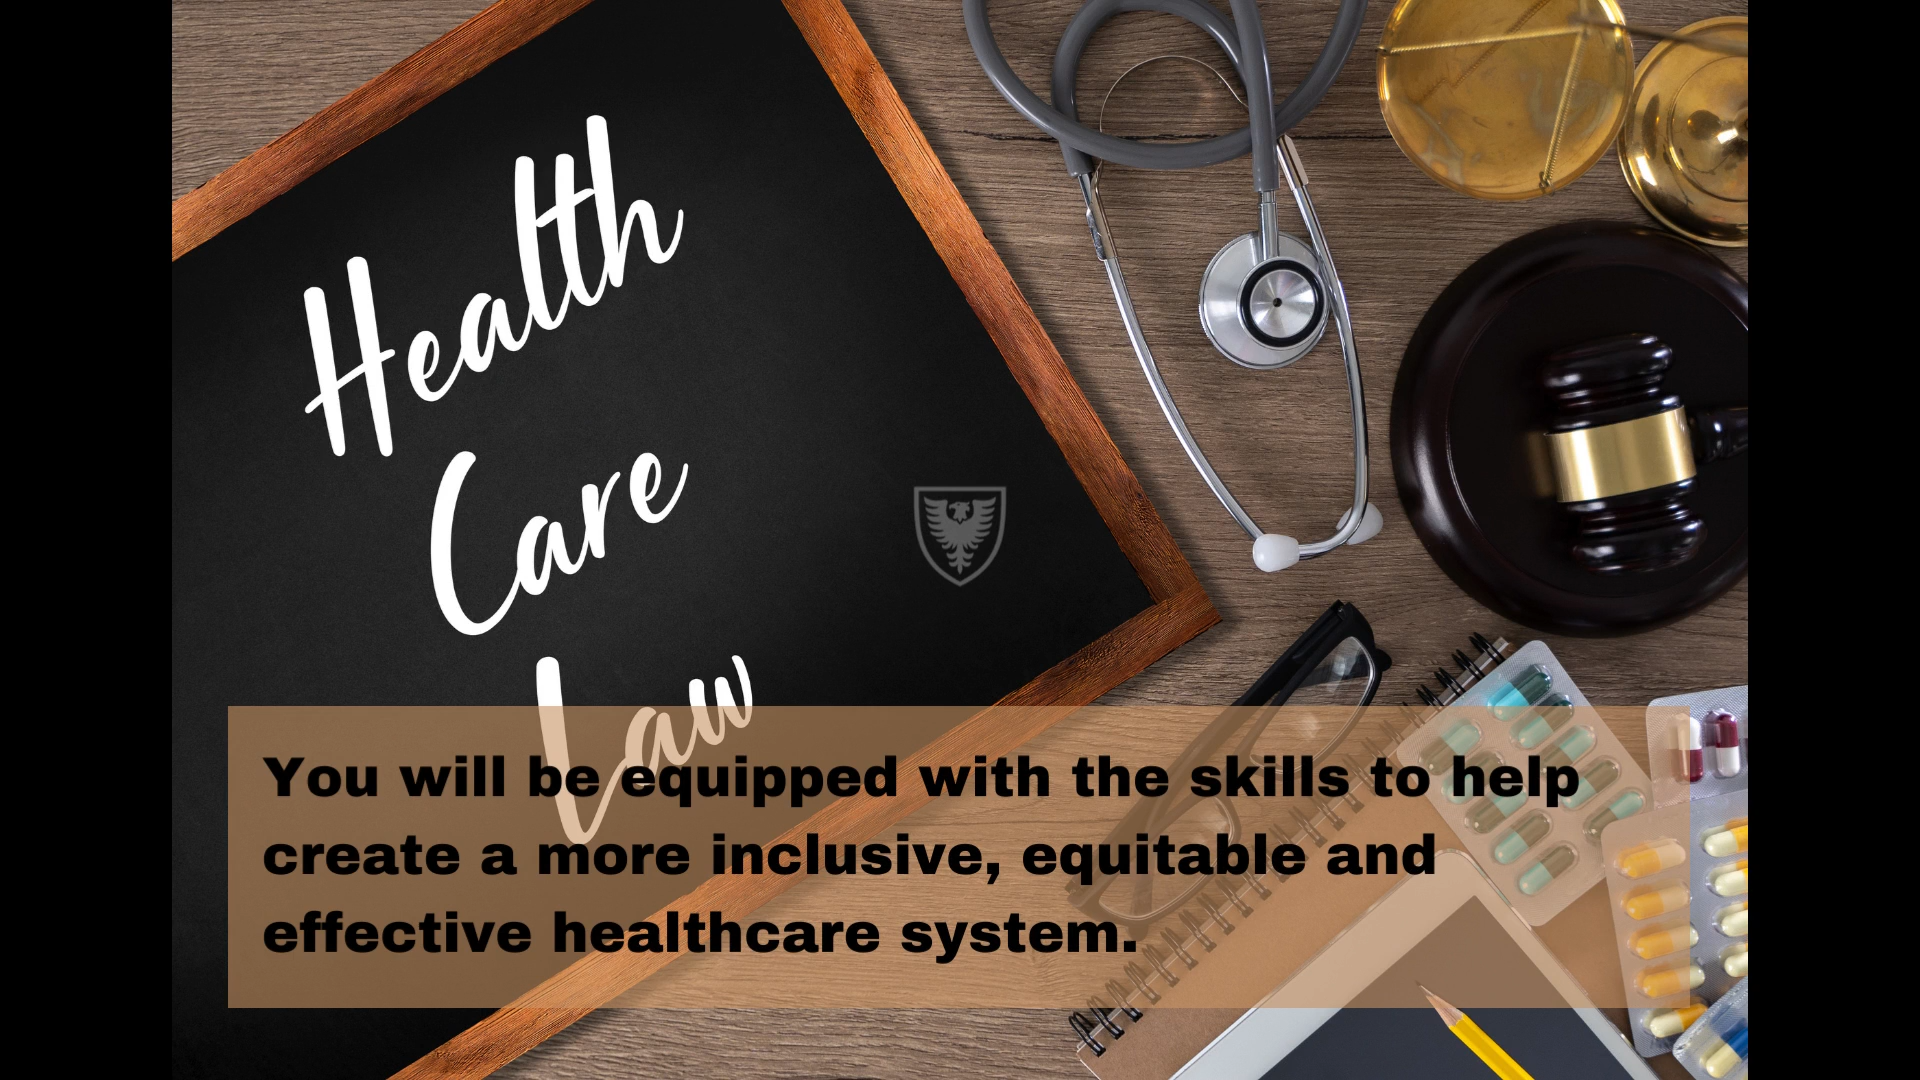 Health
Care
Law
You will be equipped with the skills to help
create a more inclusive, equitable and
effective healthcare system.